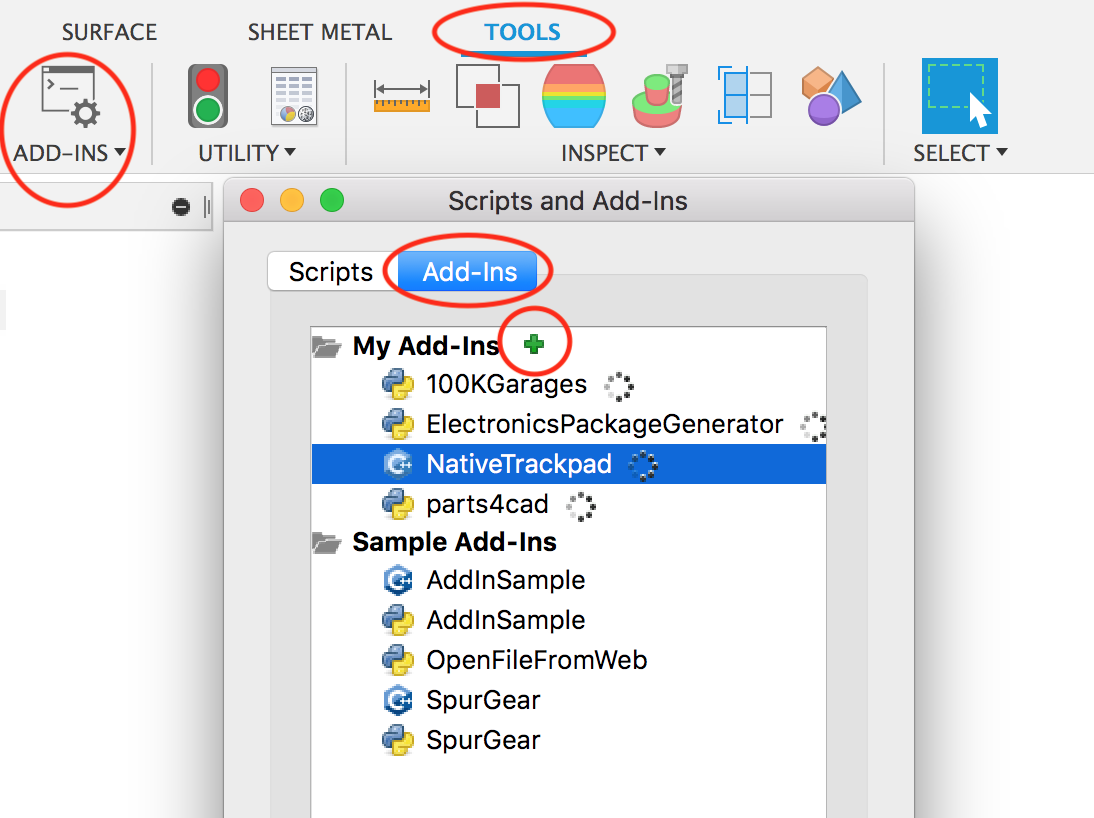 SURFACE SHEET METAL TOOLS
ADD-INS UTILITY INSPECT SELECT
Scripts and Add-Ins
Scripts Add-Ins
My Add-Ins
100KGarages
ElectronicsPackageGenerator
NativeTrackpad
parts4cad
Sample Add-Ins
AddInSample
AddInSample
OpenFileFromWeb
SpurGear
SpurGear